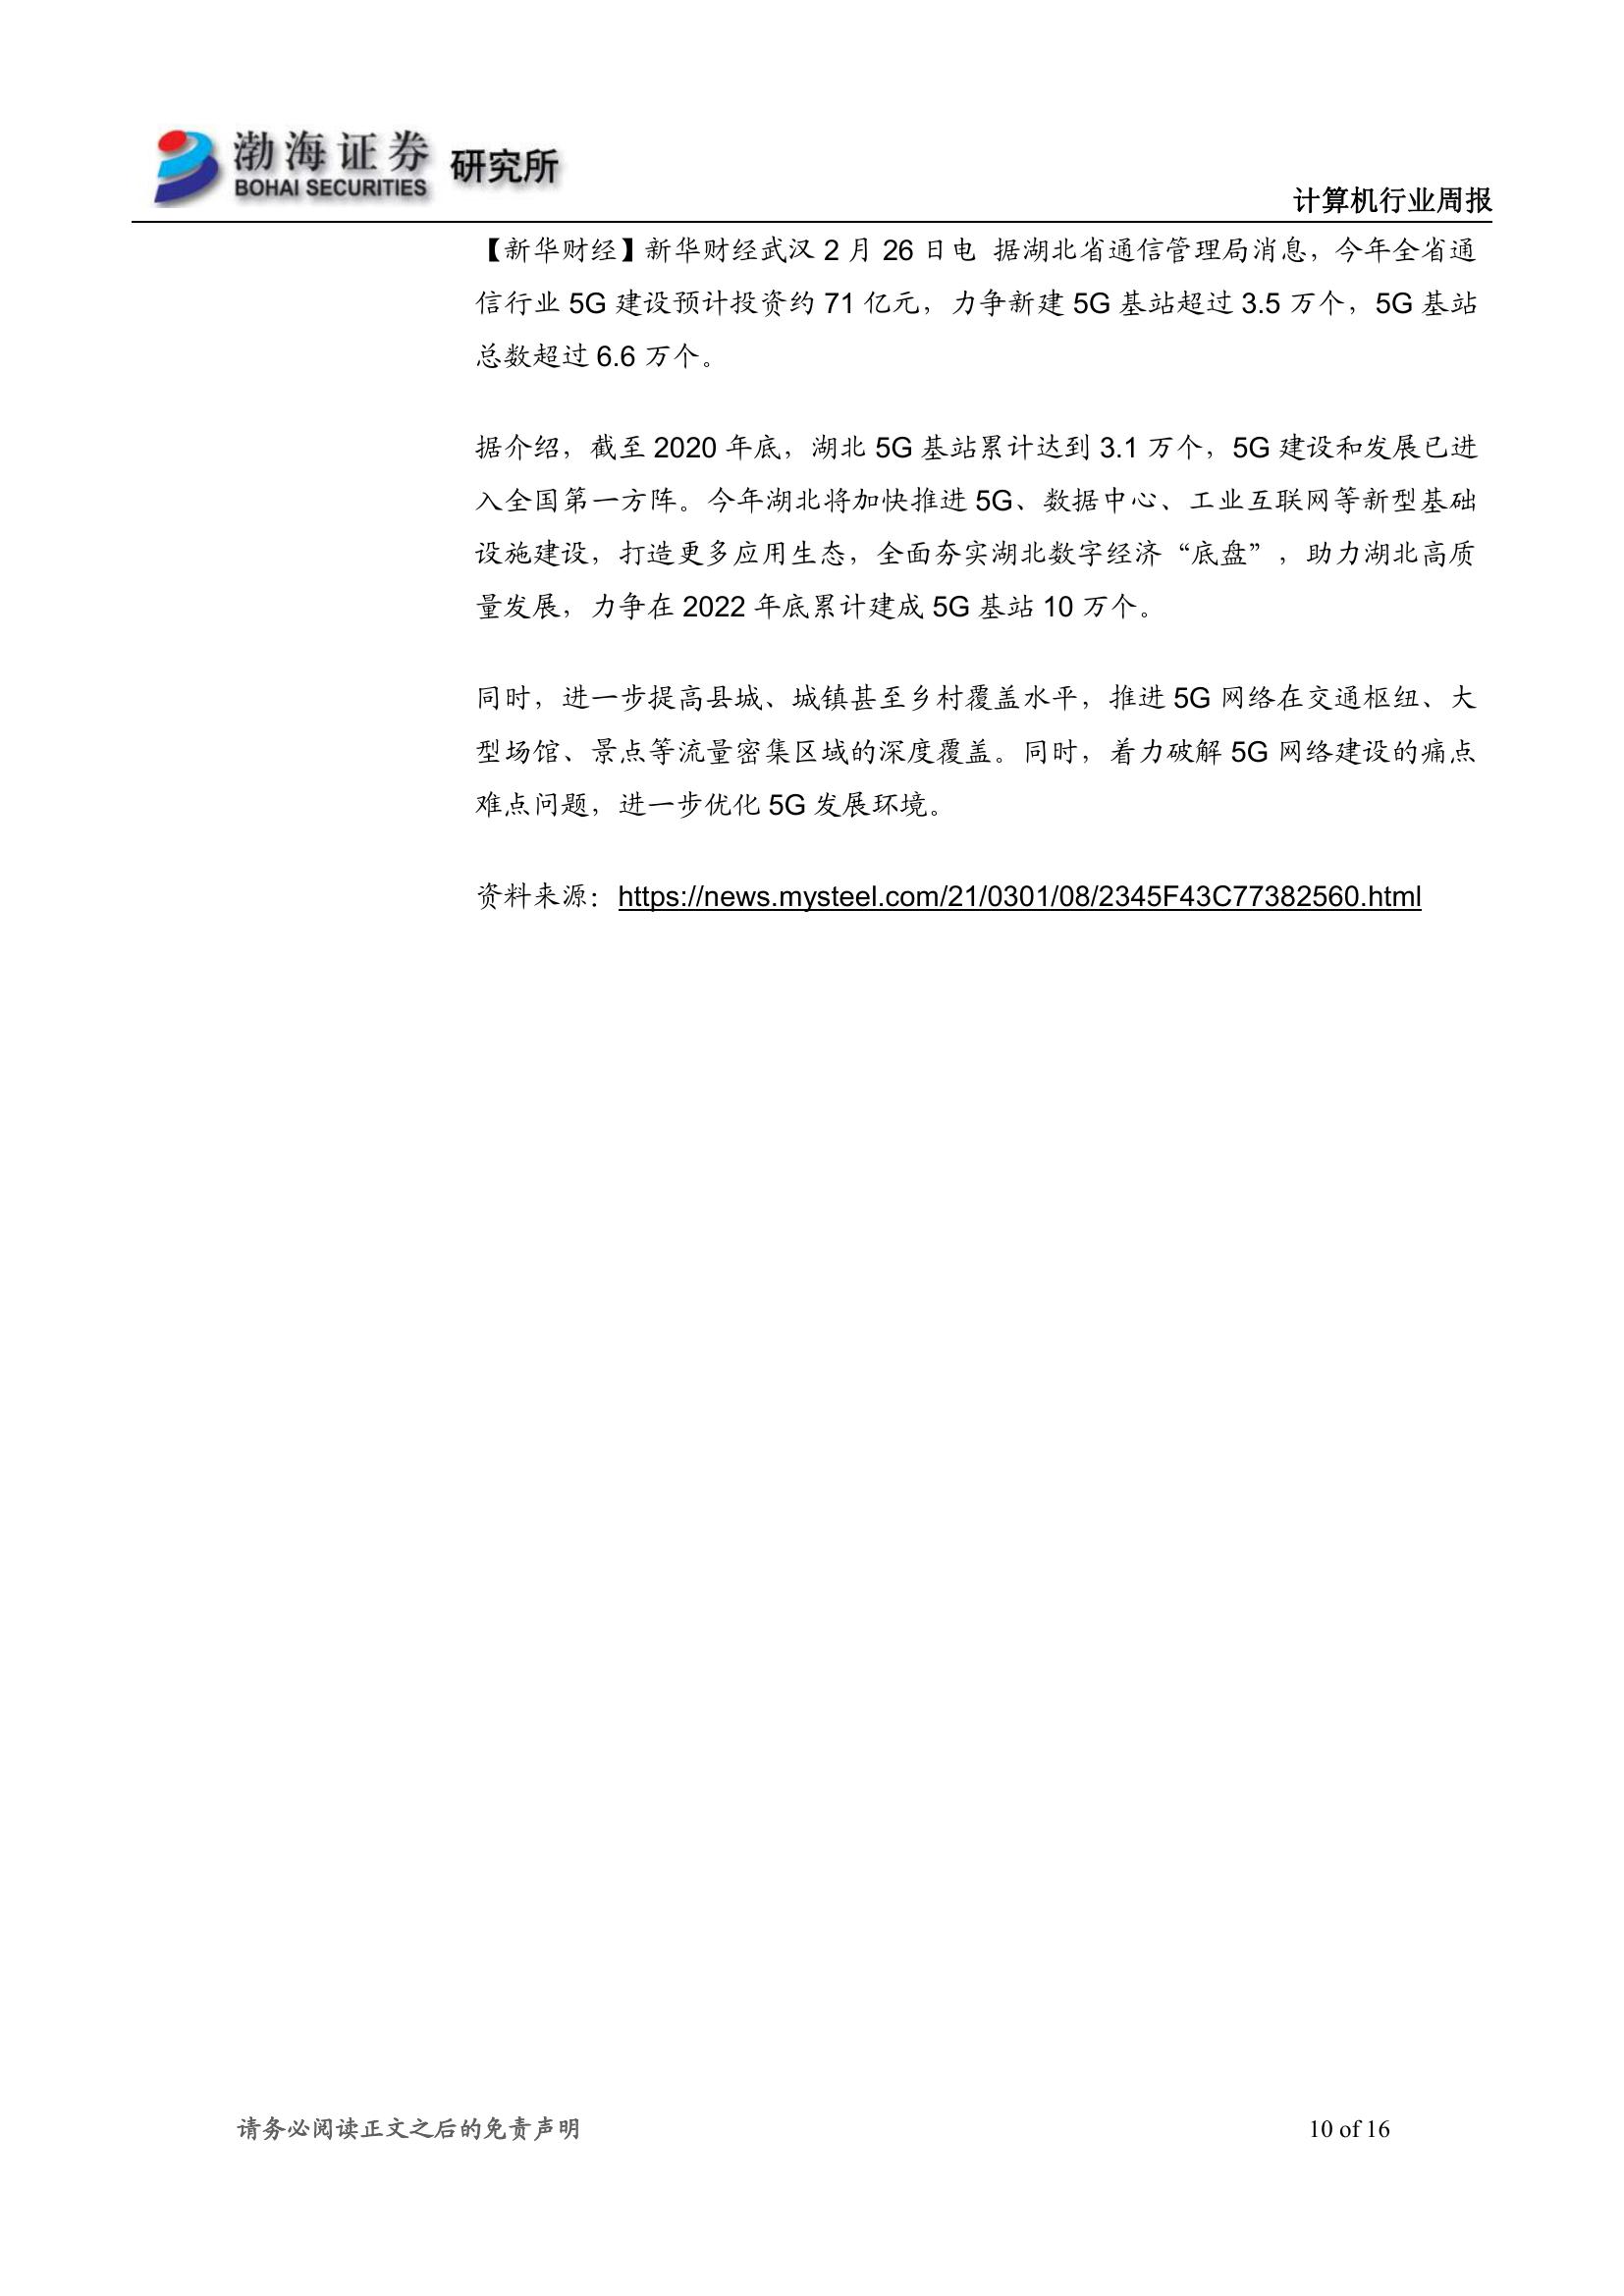 渤海证券 研究所
BOHAI SECURITIES
计算机行业周报
【新华财经】新华财经武汉 2 月 26 日电 据湖北省通信管理局消息，今年全省通
信行业 5G 建设预计投资约 71 亿元，力争新建 5G 基站超过 3.5 万个，5G 基站
总数超过 6.6 万个。
据介绍，截至 2020 年底，湖北 5G 基站累计达到 3.1 万个，5G 建设和发展已进
入全国第一方阵。今年湖北将加快推进 5G、数据中心、工业互联网等新型基础
设施建设，打造更多应用生态，全面夯实湖北数字经济“底盘”，助力湖北高质
量发展，力争在 2022 年底累计建成 5G 基站 10 万个。
同时，进一步提高县城、城镇甚至乡村覆盖水平，推进 5G 网络在交通枢纽、大
型场馆、景点等流量密集区域的深度覆盖。同时，着力破解 5G 网络建设的痛点
难点问题，进一步优化 5G 发展环境。
资料来源：https://news.mysteel.com/21/0301/08/2345F43C77382560.html
请务必阅读正文之后的免责声明 10 of 16